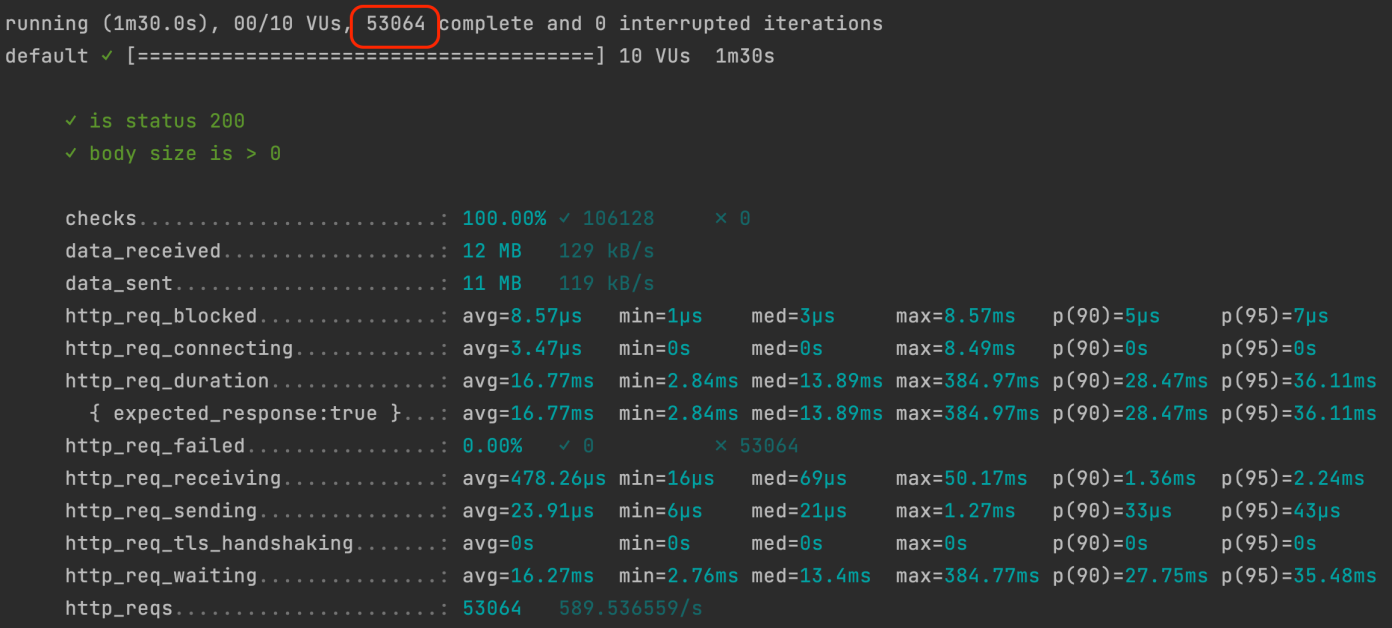 running (1m30.0s), 00/10 VUs, 53064 complete and 0 interrupted iterations
default ✓ [======================================] 10 VUs  1m30s
✓ is status 200
✓ body size is > 0
checks.........................: 100.00% ✓ 106128     ✗ 0
data_received..................: 12 MB   129 kB/s
data_sent......................: 11 MB   119 kB/s
http_req_blocked...............: avg=8.57µs   min=1µs    med=3µs     max=8.57ms   p(90)=5µs     p(95)=7µs
http_req_connecting............: avg=3.47µs   min=0s     med=0s      max=8.49ms   p(90)=0s      p(95)=0s
http_req_duration..............: avg=16.77ms  min=2.84ms med=13.89ms max=384.97ms p(90)=28.47ms p(95)=36.11ms
{ expected_response:true }...: avg=16.77ms  min=2.84ms med=13.89ms max=384.97ms p(90)=28.47ms p(95)=36.11ms
http_req_failed................: 0.00%   ✓ 0          ✗ 53064
http_req_receiving.............: avg=478.26µs min=16µs   med=69µs    max=50.17ms  p(90)=1.36ms  p(95)=2.24ms
http_req_sending...............: avg=23.91µs  min=6µs    med=21µs    max=1.27ms   p(90)=33µs    p(95)=43µs
http_req_tls_handshaking.......: avg=0s       min=0s     med=0s      max=0s       p(90)=0s      p(95)=0s
http_req_waiting...............: avg=16.27ms  min=2.76ms med=13.4ms  max=384.77ms p(90)=27.75ms p(95)=35.48ms
http_reqs......................: 53064   589.536559/s